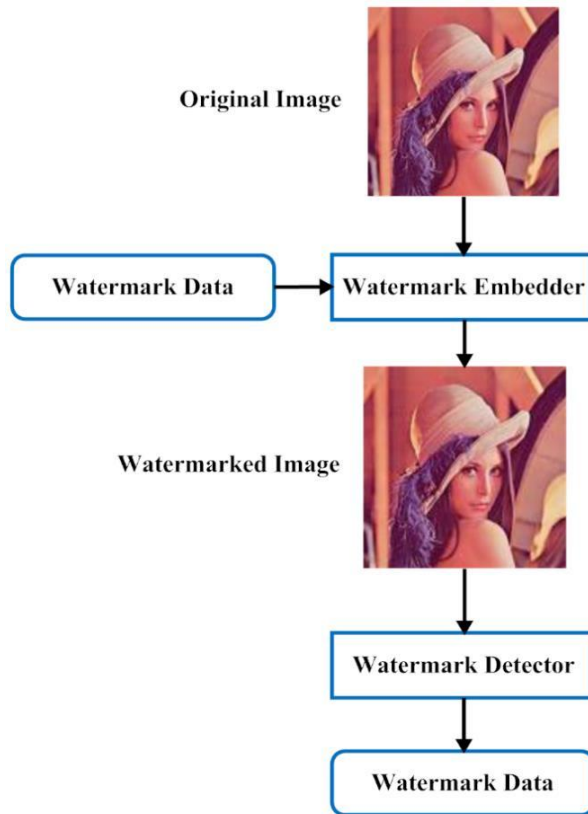 Original Image
Watermark Data
Watermark Embedder
Watermarked Image
Watermark Detector
Watermark Data